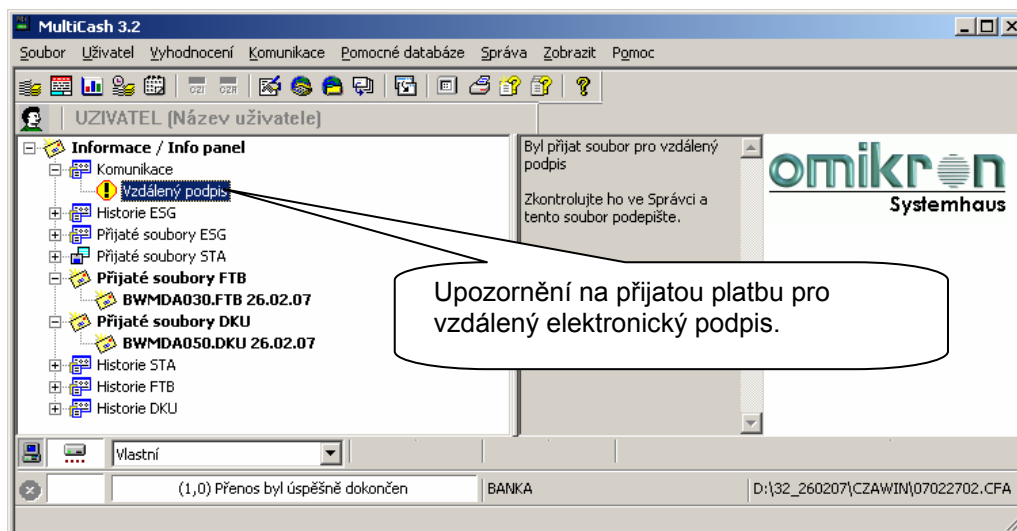 MultiCash 3.2
Soubor Uživatel Vyhodnocení Komunikace Pomocné databáze Správa Zobrazit Pgmoc
CZI CZH
UZIVATEL (Název uživatele)
Informace / Info panel
Komunikace
Vzdálený podpis
Historie ESG
Přijaté soubory ESG
Přijaté soubory STA
Přijaté soubory FTB
BWMDA030.FTB 26.02.07
Přijaté soubory DKU
BWMDA050.DKU 26.02.07
Historie STA
Historie FTB
Historie DKU
Byl přijat soubor pro vzdálený
podpis
Zkontrolujte ho ve Správci a
tento soubor podepište.
omikron
Systemhaus
Upozornění na přijatou platbu pro
vzdálený elektronický podpis.
Vlastní
(1,0) Přenos byl úspěšně dokončen
BANKA
D:\32_260207\CZAWIN\07022702.CFA